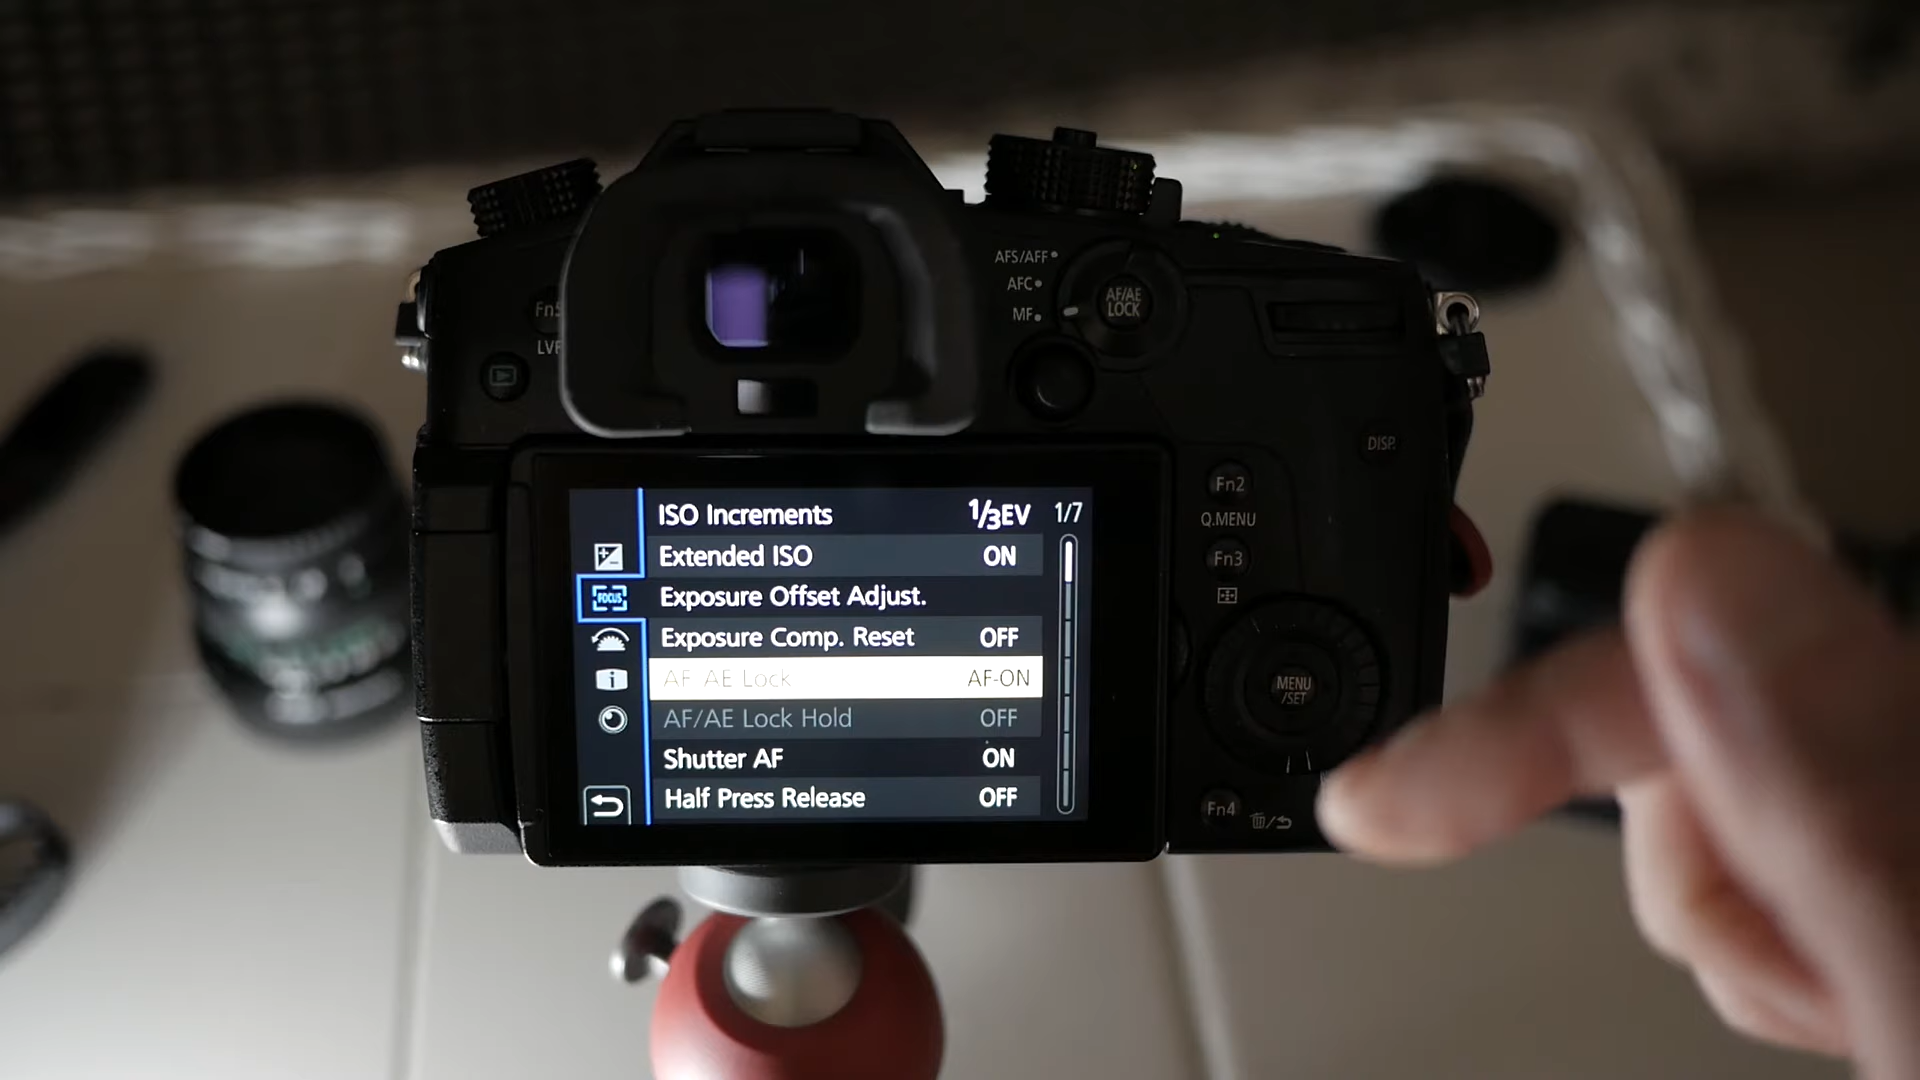 AFS/AFF
AFC
MF
AF/AE
LOCK
Fn5
LVF
DISP.
Fn2
Q.MENU
Fn3
MENU
/SET
Fn4
ISO Increments 1/3EV 1/7
Extended ISO ON
FOCUS
Exposure Offset Adjust.
Exposure Comp. Reset OFF
AF AE Lock AF-ON
AF/AE Lock Hold OFF
Shutter AF ON
Half Press Release OFF